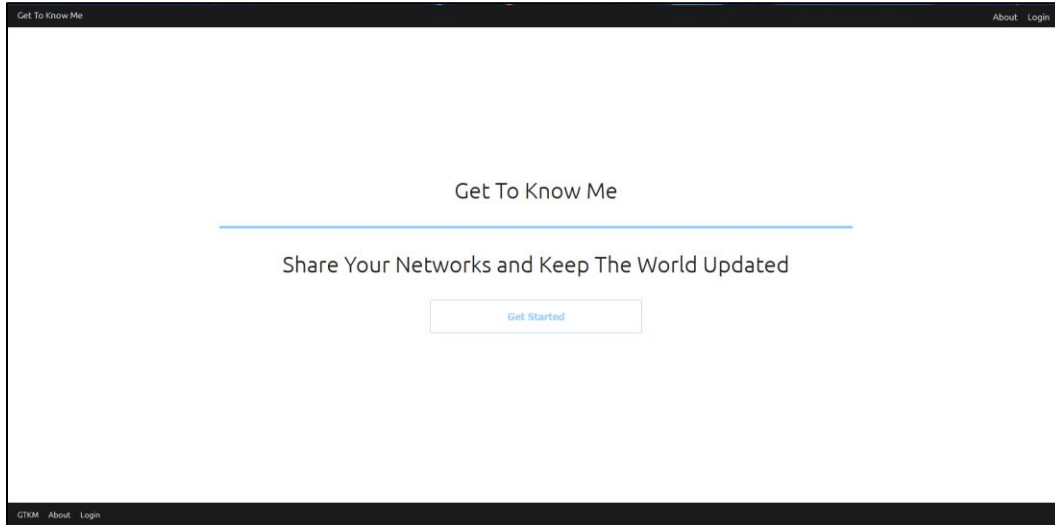 Get To Know Me About Login
Get To Know Me
Share Your Networks and Keep The World Updated
Get Started
GTKM About Login